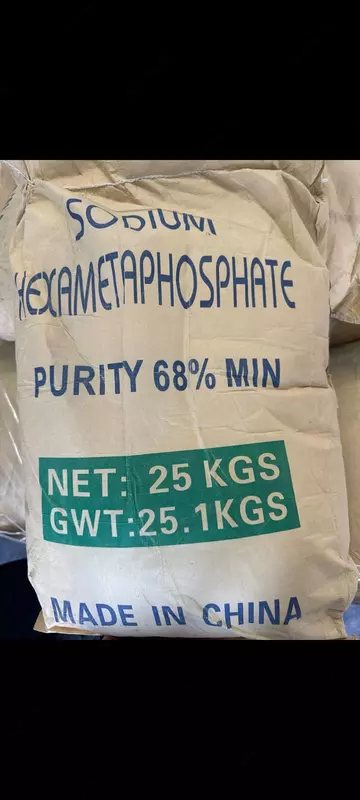 SODIUM
HEXAMETAPHOSPHATE
PURITY 68% MIN
NET: 25 KGS
GWT:25.1KGS
MADE IN CHINA